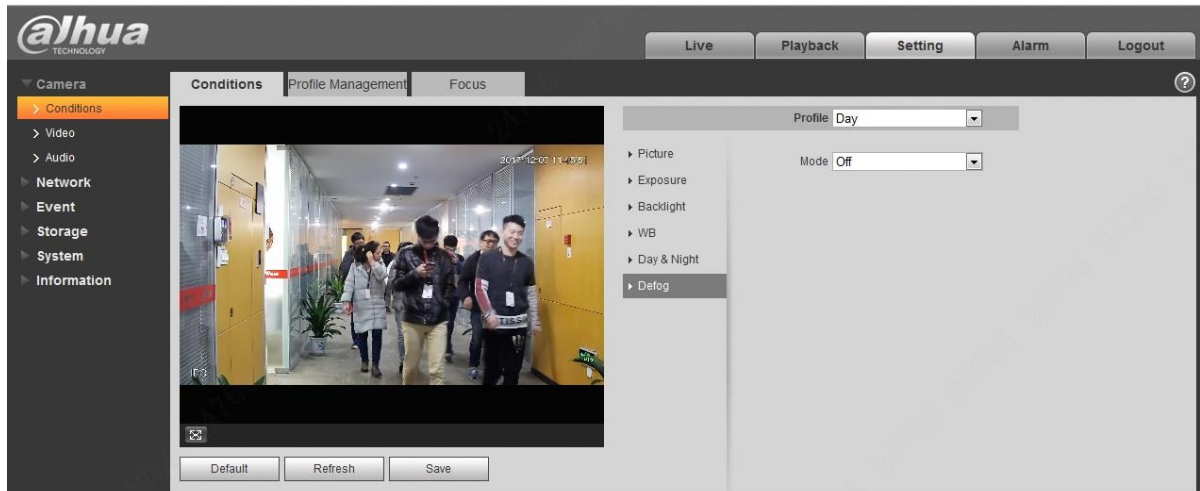 alhua
TECHNOLOGY
Live
Playback
Setting
Alarm
Logout
Camera
Conditions
Video
Audio
Network
Event
Storage
System
Information
Conditions
Profile Management
Focus
?
Profile
Day
Picture
Exposure
Backlight
WB
Day & Night
Defog
Mode
Off
TISS
Default
Refresh
Save